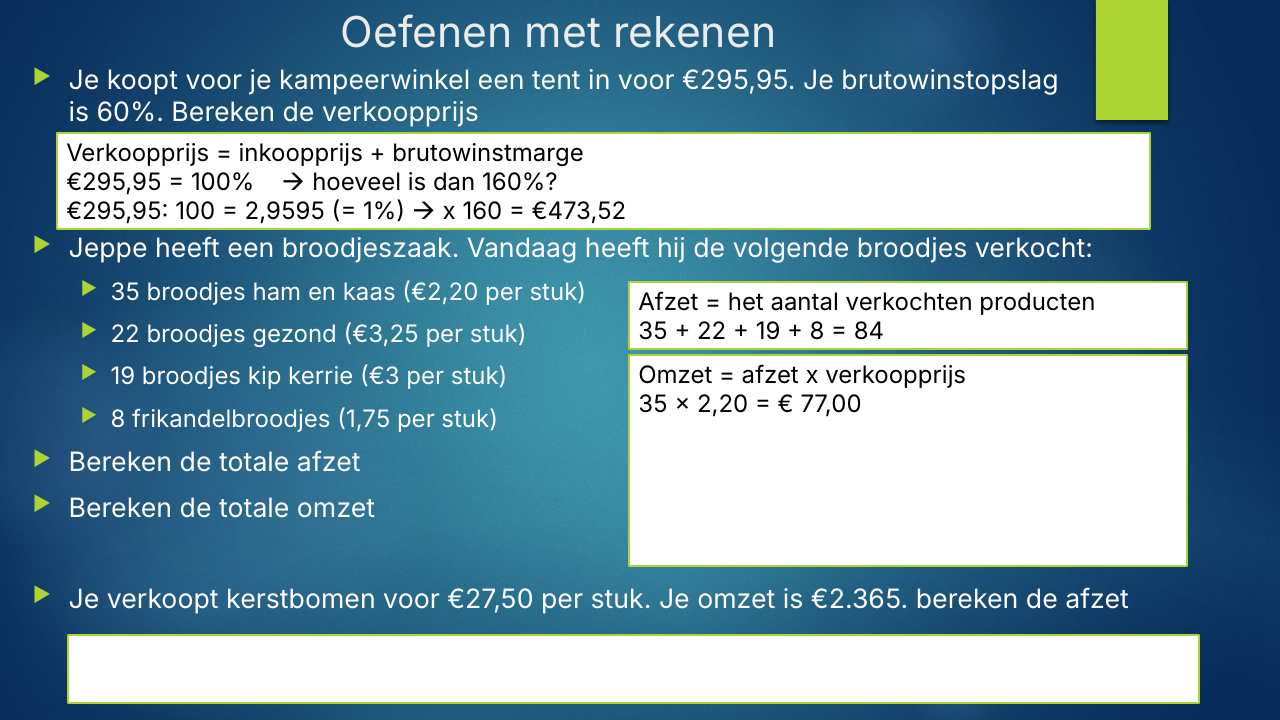 Oefenen met rekenen
Je koopt voor je kampeerwinkel een tent in voor €295,95. Je brutowinstopslag
is 60%. Bereken de verkoopprijs
Verkoopprijs = inkoopprijs + brutowinstmarge
€295,95 = 100% → hoeveel is dan 160%?
€295,95: 100 = 2,9595 (= 1%) → x 160 = €473,52
Jeppe heeft een broodjeszaak. Vandaag heeft hij de volgende broodjes verkocht:
35 broodjes ham en kaas (€2,20 per stuk)
22 broodjes gezond (€3,25 per stuk)
19 broodjes kip kerrie (€3 per stuk)
8 frikandelbroodjes (1,75 per stuk)
Afzet = het aantal verkochten producten
35 + 22 + 19 + 8 = 84
Omzet = afzet x verkoopprijs
35 × 2,20 = € 77,00
Bereken de totale afzet
Bereken de totale omzet
Je verkoopt kerstbomen voor €27,50 per stuk. Je omzet is €2.365. bereken de afzet